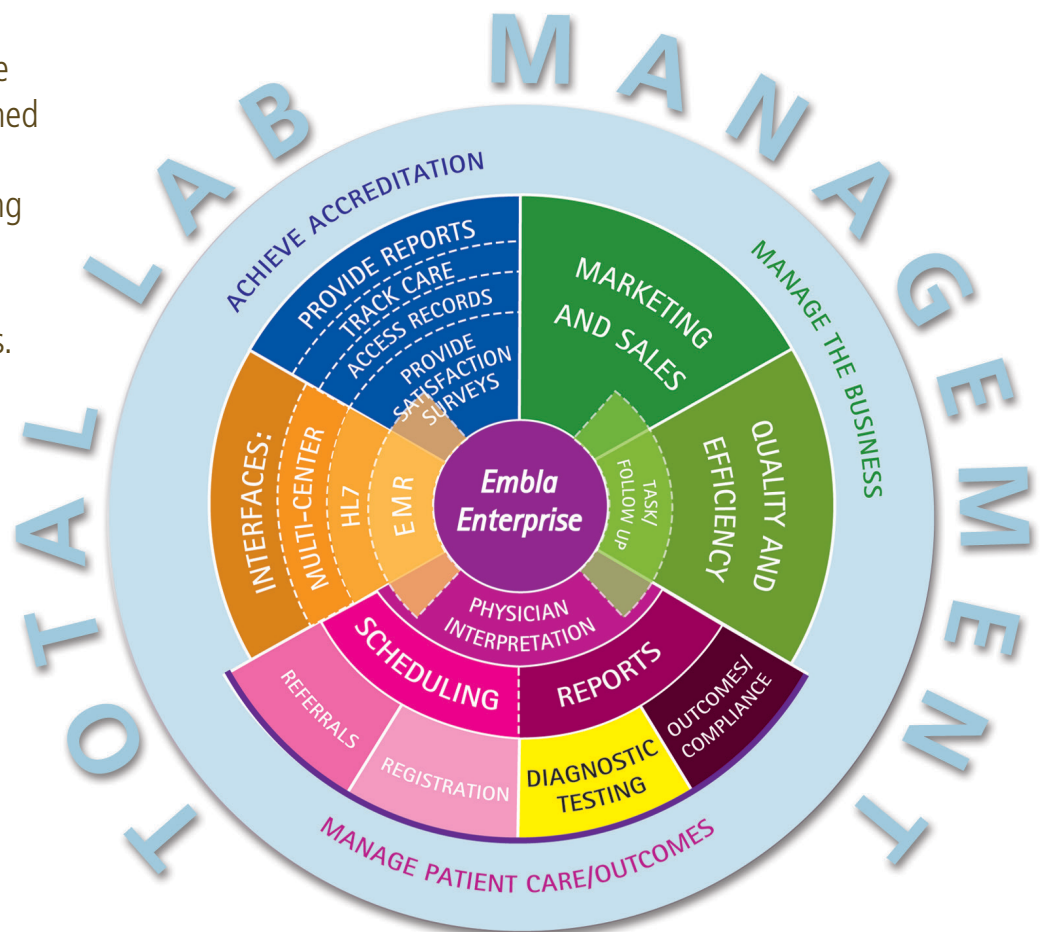 TOTAL LAB MANAGEMENT
ACHIEVE ACCREDITATION
MANAGE THE BUSINESS
MANAGE PATIENT CARE/OUTCOMES
PROVIDE REPORTS
TRACK CARE
ACCESS RECORDS
PROVIDE
SATISFACTION
SURVEYS
MARKETING
AND SALES
QUALITY AND
EFFICIENCY
TASK/
FOLLOW UP
INTERFACES:
MULTI-CENTER
HL7
EMR
Embla
Enterprise
PHYSICIAN
INTERPRETATION
SCHEDULING
REPORTS
REFERRALS
REGISTRATION
DIAGNOSTIC
TESTING
OUTCOMES/
COMPLIANCE